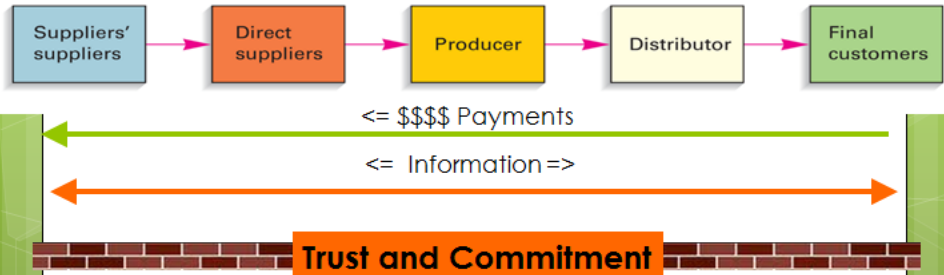 Suppliers'
suppliers
Direct
suppliers
Producer
Distributor
Final
customers
<= $$$$ Payments
<= Information =>
Trust and Commitment